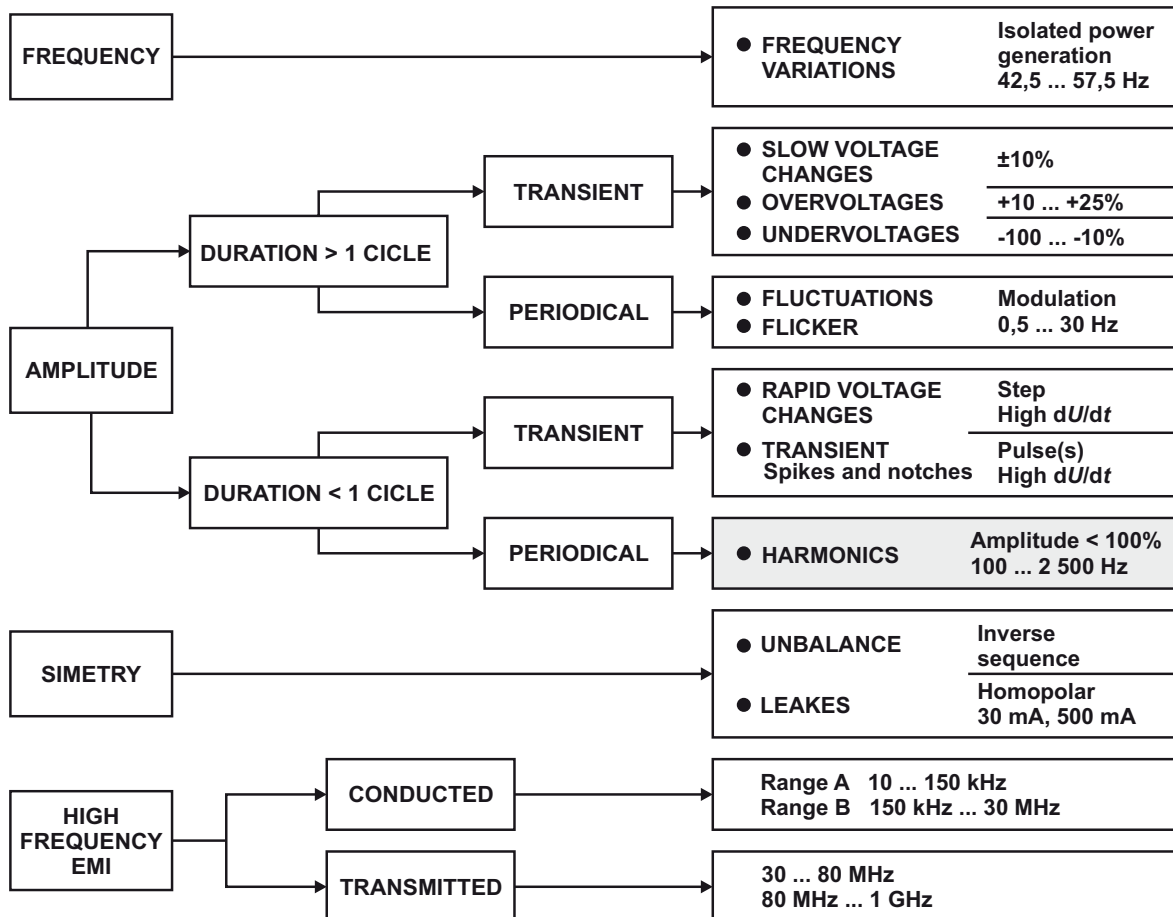 FREQUENCY
● FREQUENCY VARIATIONS
Isolated power
generation
42,5 ... 57,5 Hz
AMPLITUDE
DURATION > 1 CICLE
TRANSIENT
● SLOW VOLTAGE
CHANGES
±10%
● OVERVOLTAGES
+10 ... +25%
● UNDERVOLTAGES
-100 ... -10%
PERIODICAL
● FLUCTUATIONS
● FLICKER
Modulation
0,5 ... 30 Hz
DURATION < 1 CICLE
TRANSIENT
● RAPID VOLTAGE
CHANGES
Step
High dU/dt
● TRANSIENT
Spikes and notches
Pulse(s)
High dU/dt
PERIODICAL
● HARMONICS
Amplitude < 100%
100 ... 2 500 Hz
SIMETRY
● UNBALANCE
Inverse
sequence
● LEAKES
Homopolar
30 mA, 500 mA
HIGH
FREQUENCY
EMI
CONDUCTED
Range A 10 ... 150 kHz
Range B 150 kHz ... 30 MHz
TRANSMITTED
30 ... 80 MHz
80 MHz ... 1 GHz